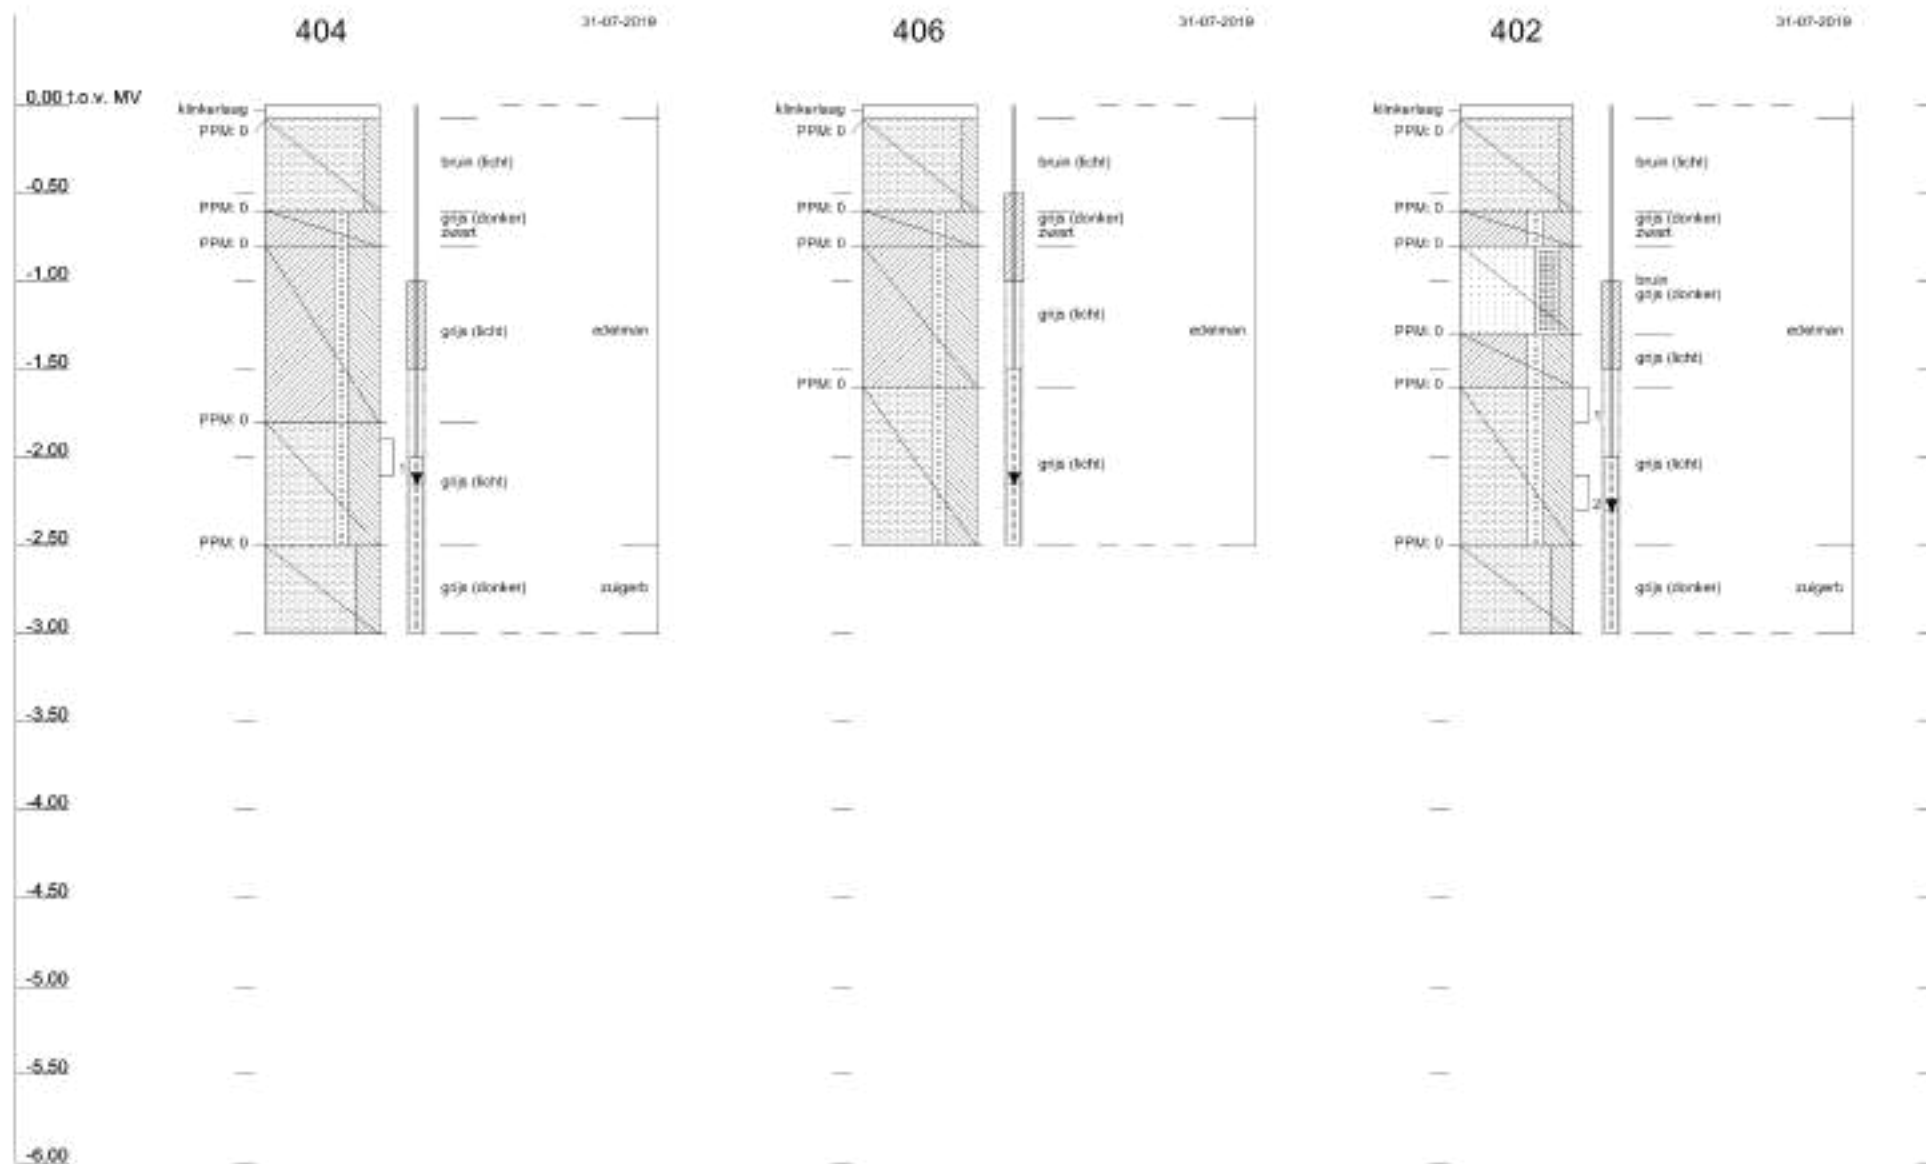 404
31-07-2019
406
31-07-2019
402
31-07-2019
0.00 t.o.v. MV
-0.50
-1.00
-1.50
-2.00
-2.50
-3.00
-3.50
-4.00
-4.50
-5.00
-5.50
-6.00
klinkerlaag
PPM: 0
PPM: 0
PPM: 0
PPM: 0
PPM: 0
1
bruin (licht)
grijs (donker)
zwart
grijs (licht)
grijs (licht)
grijs (donker)
edelman
zuigerb
klinkerlaag
PPM: 0
PPM: 0
PPM: 0
PPM: 0
bruin (licht)
grijs (donker)
zwart
grijs (licht)
grijs (licht)
edelman
klinkerlaag
PPM: 0
PPM: 0
PPM: 0
PPM: 0
PPM: 0
PPM: 0
1
2
bruin (licht)
grijs (donker)
zwart
bruin
grijs (donker)
grijs (licht)
grijs (licht)
grijs (donker)
edelman
zuigerb